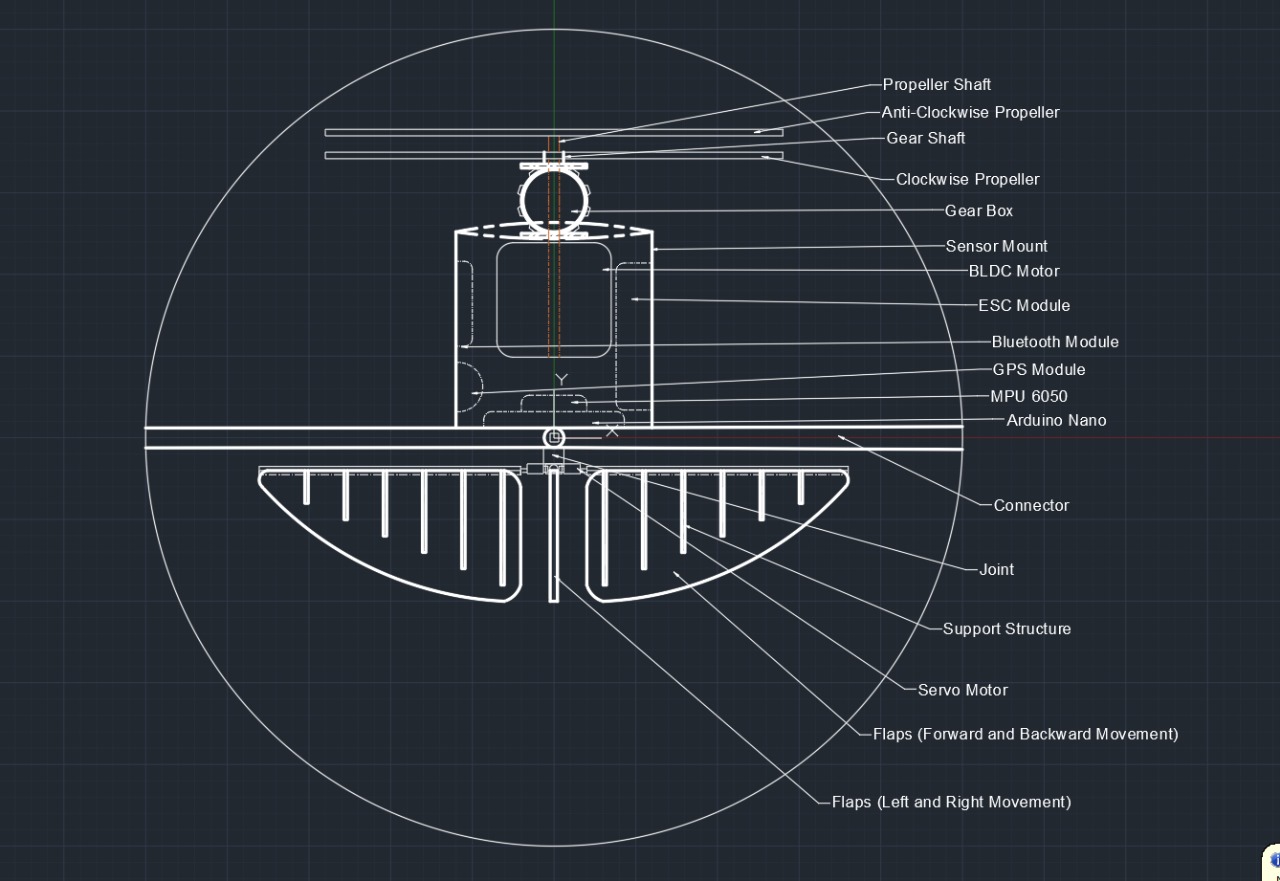 Propeller Shaft
Anti-Clockwise Propeller
Gear Shaft
Clockwise Propeller
Gear Box
Sensor Mount
BLDC Motor
ESC Module
Bluetooth Module
GPS Module
Y
MPU 6050
Arduino Nano
X
Connector
Joint
Support Structure
Servo Motor
Flaps (Forward and Backward Movement)
Flaps (Left and Right Movement)